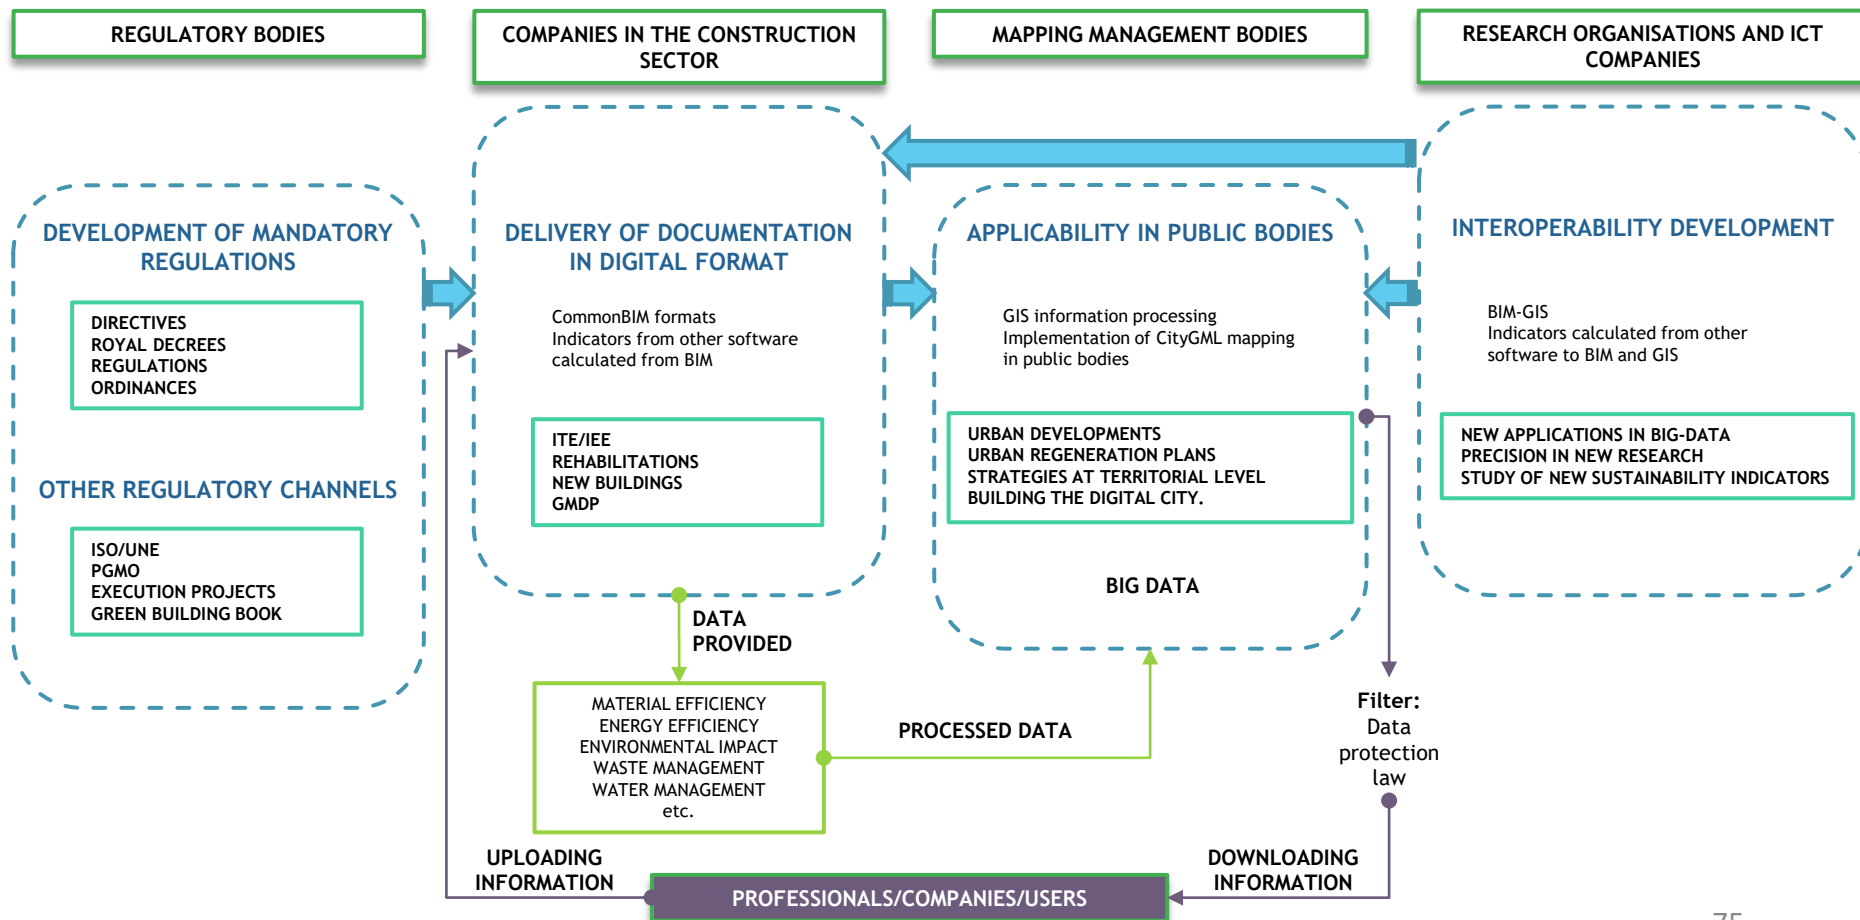 REGULATORY BODIES
COMPANIES IN THE CONSTRUCTION
SECTOR
MAPPING MANAGEMENT BODIES
RESEARCH ORGANISATIONS AND ICT
COMPANIES
DEVELOPMENT OF MANDATORY
REGULATIONS
DIRECTIVES
ROYAL DECREES
REGULATIONS
ORDINANCES
OTHER REGULATORY CHANNELS
ISO/UNE
PGMO
EXECUTION PROJECTS
GREEN BUILDING BOOK
DELIVERY OF DOCUMENTATION
IN DIGITAL FORMAT
CommonBIM formats
Indicators from other software
calculated from BIM
ITE/IEE
REHABILITATIONS
NEW BUILDINGS
GMDP
DATA
PROVIDED
MATERIAL EFFICIENCY
ENERGY EFFICIENCY
ENVIRONMENTAL IMPACT
WASTE MANAGEMENT
WATER MANAGEMENT
etc.
PROCESSED DATA
APPLICABILITY IN PUBLIC BODIES
GIS information processing
Implementation of CityGML mapping
in public bodies
URBAN DEVELOPMENTS
URBAN REGENERATION PLANS
STRATEGIES AT TERRITORIAL LEVEL
BUILDING THE DIGITAL CITY.
BIG DATA
INTEROPERABILITY DEVELOPMENT
BIM-GIS
Indicators calculated from other
software to BIM and GIS
NEW APPLICATIONS IN BIG-DATA
PRECISION IN NEW RESEARCH
STUDY OF NEW SUSTAINABILITY INDICATORS
Filter:
Data
protection
law
UPLOADING
INFORMATION
PROFESSIONALS/COMPANIES/USERS
DOWNLOADING
INFORMATION
75